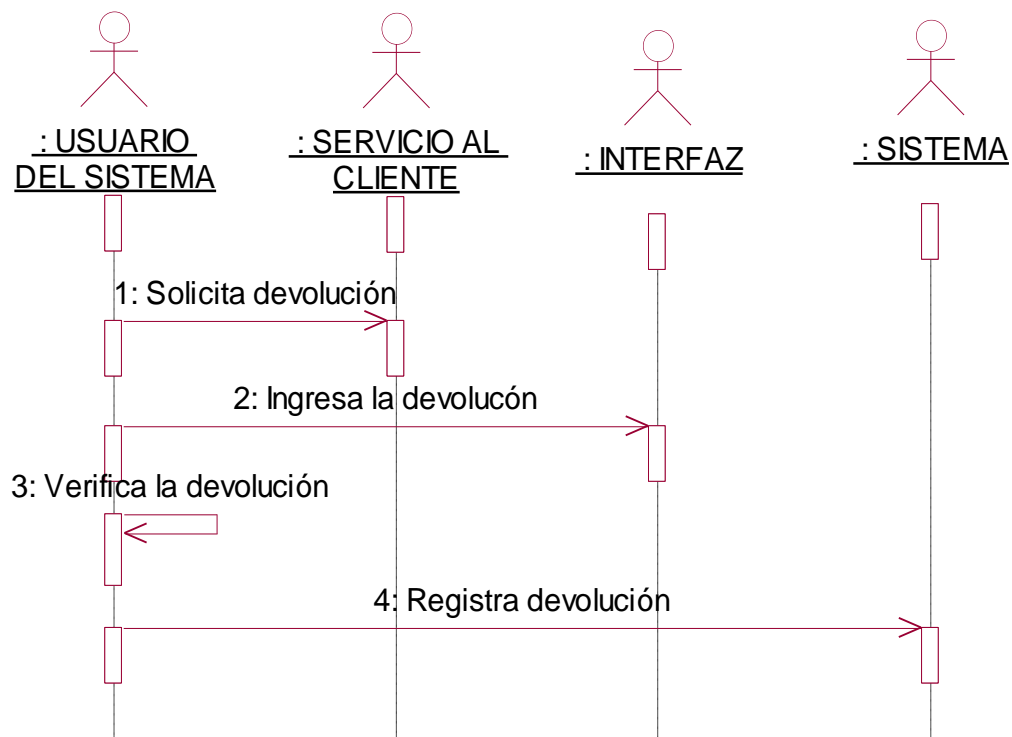 : USUARIO
DEL SISTEMA
: SERVICIO AL
CLIENTE
: INTERFAZ
: SISTEMA
1: Solicita devolución
2: Ingresa la devolucón
3: Verifica la devolución
4: Registra devolución